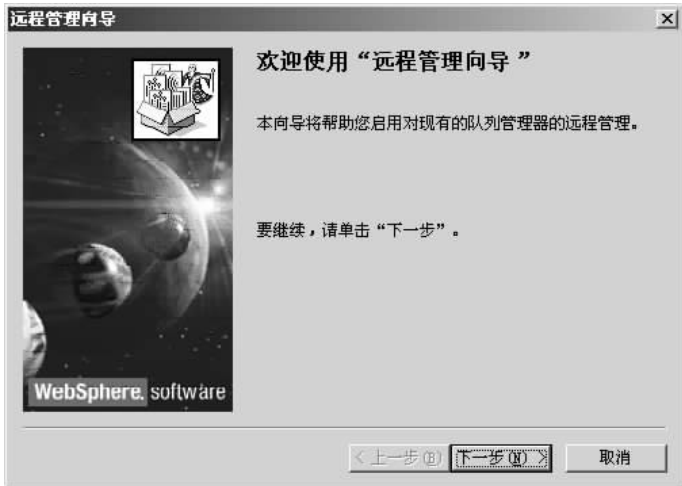 远程管理向导
欢迎使用“远程管理向导 ”
本向导将帮助您启用对现有的队列管理器的远程管理。
要继续，请单击“下一步”。
WebSphere. software
< 上一步(B)
下一步(N) >
取消